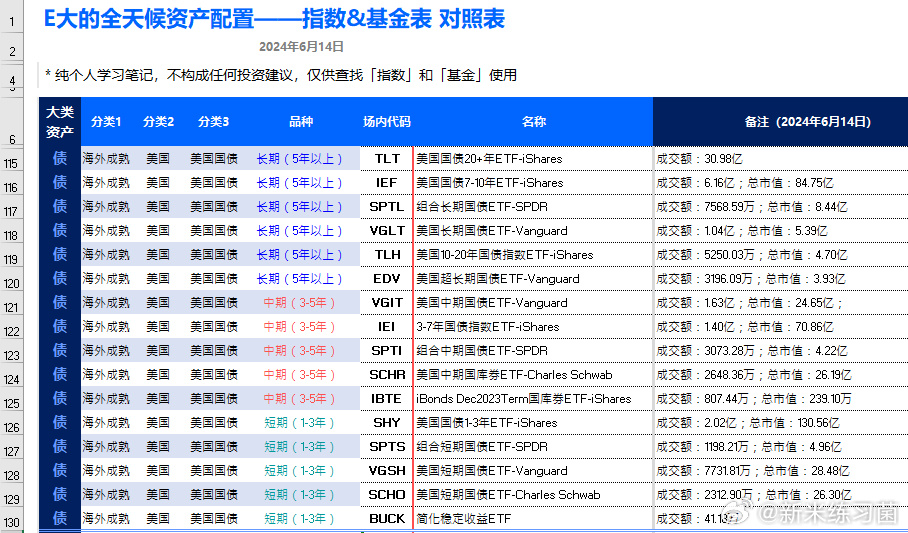 E大的全天候资产配置——指数&基金表 对照表
2024年6月14日
* 纯个人学习笔记，不构成任何投资建议，仅供查找「指数」和「基金」使用
大类资产 分类1 分类2 分类3 品种 场内代码 名称 备注（2024年6月14日）
1
2
4
6
115 债 海外成熟 美国 美国国债 长期（5年以上） TLT 美国国债20+年ETF-iShares 成交额：30.98亿
116 债 海外成熟 美国 美国国债 长期（5年以上） IEF 美国国债7-10年ETF-iShares 成交额：6.16亿；总市值：84.75亿
117 债 海外成熟 美国 美国国债 长期（5年以上） SPTL 组合长期国债ETF-SPDR 成交额：7568.59万；总市值：8.44亿
118 债 海外成熟 美国 美国国债 长期（5年以上） VGLT 美国长期国债ETF-Vanguard 成交额：1.04亿；总市值：5.39亿
119 债 海外成熟 美国 美国国债 长期（5年以上） TLH 美国10-20年国债指数ETF-iShares 成交额：5250.03万；总市值：4.70亿
120 债 海外成熟 美国 美国国债 长期（5年以上） EDV 美国超长期国债ETF-Vanguard 成交额：3196.09万；总市值：3.93亿
121 债 海外成熟 美国 美国国债 中期（3-5年） VGIT 美国中期国债ETF-Vanguard 成交额：1.63亿；总市值：24.65亿；
122 债 海外成熟 美国 美国国债 中期（3-5年） IEI 3-7年国债指数ETF-iShares 成交额：1.40亿；总市值：70.86亿
123 债 海外成熟 美国 美国国债 中期（3-5年） SPTI 组合中期国债ETF-SPDR 成交额：3073.28万；总市值：4.22亿
124 债 海外成熟 美国 美国国债 中期（3-5年） SCHR 美国中期国库券ETF-Charles Schwab 成交额：2648.36万；总市值：26.19亿
125 债 海外成熟 美国 美国国债 中期（3-5年） IBTE iBonds Dec2023Term国库券ETF-iShares 成交额：807.44万；总市值：239.10万
126 债 海外成熟 美国 美国国债 短期（1-3年） SHY 美国国债1-3年ETF-iShares 成交额：2.02亿；总市值：130.56亿
127 债 海外成熟 美国 美国国债 短期（1-3年） SPTS 组合短期国债ETF-SPDR 成交额：1198.21万；总市值：4.96亿
128 债 海外成熟 美国 美国国债 短期（1-3年） VGSH 美国短期国债ETF-Vanguard 成交额：7731.81万；总市值：28.48亿
129 债 海外成熟 美国 美国国债 短期（1-3年） SCHO 美国短期国债ETF-Charles Schwab 成交额：2312.90万；总市值：26.30亿
130 债 海外成熟 美国 美国国债 短期（1-3年） BUCK 简化稳定收益ETF 成交额：41.13万
@新米练习菌